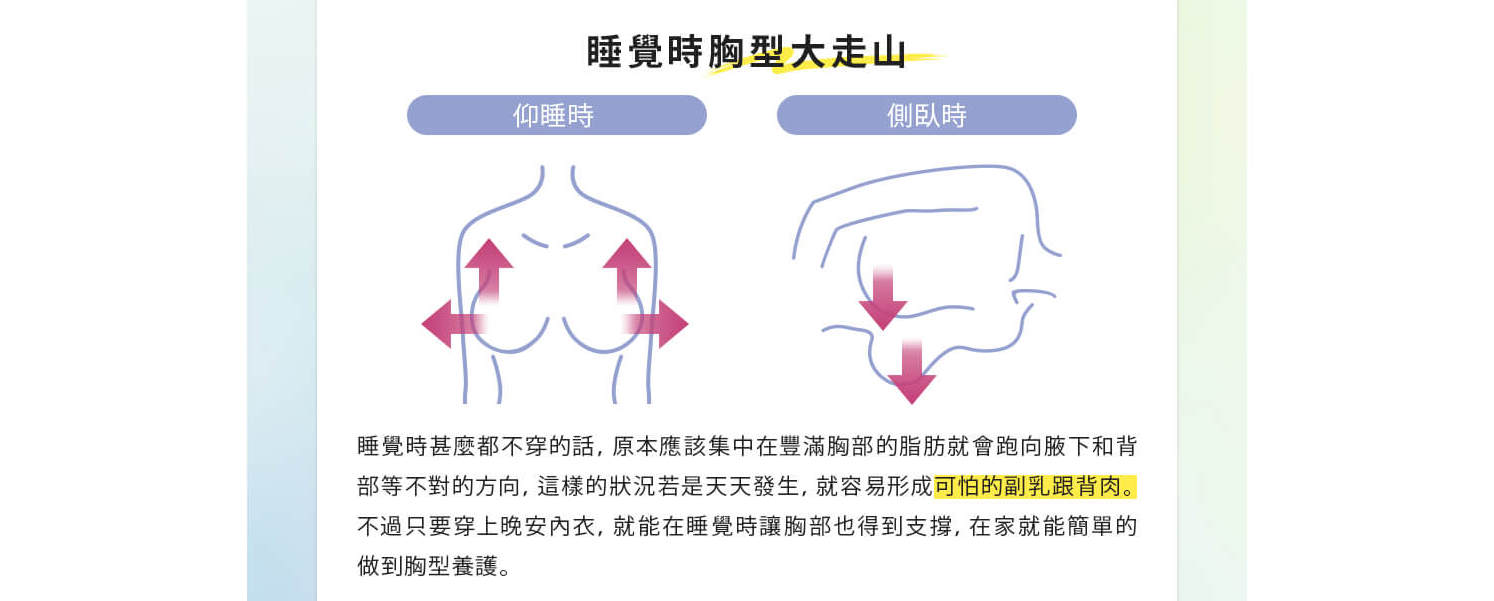 睡覺時胸型大走山
仰睡時
側臥時
睡覺時甚麼都不穿的話, 原本應該集中在豐滿胸部的脂肪就會跑向腋下和背
部等不對的方向, 這樣的狀況若是天天發生, 就容易形成可怕的副乳跟背肉。
不過只要穿上晚安內衣, 就能在睡覺時讓胸部也得到支撐, 在家就能簡單的
做到胸型養護。